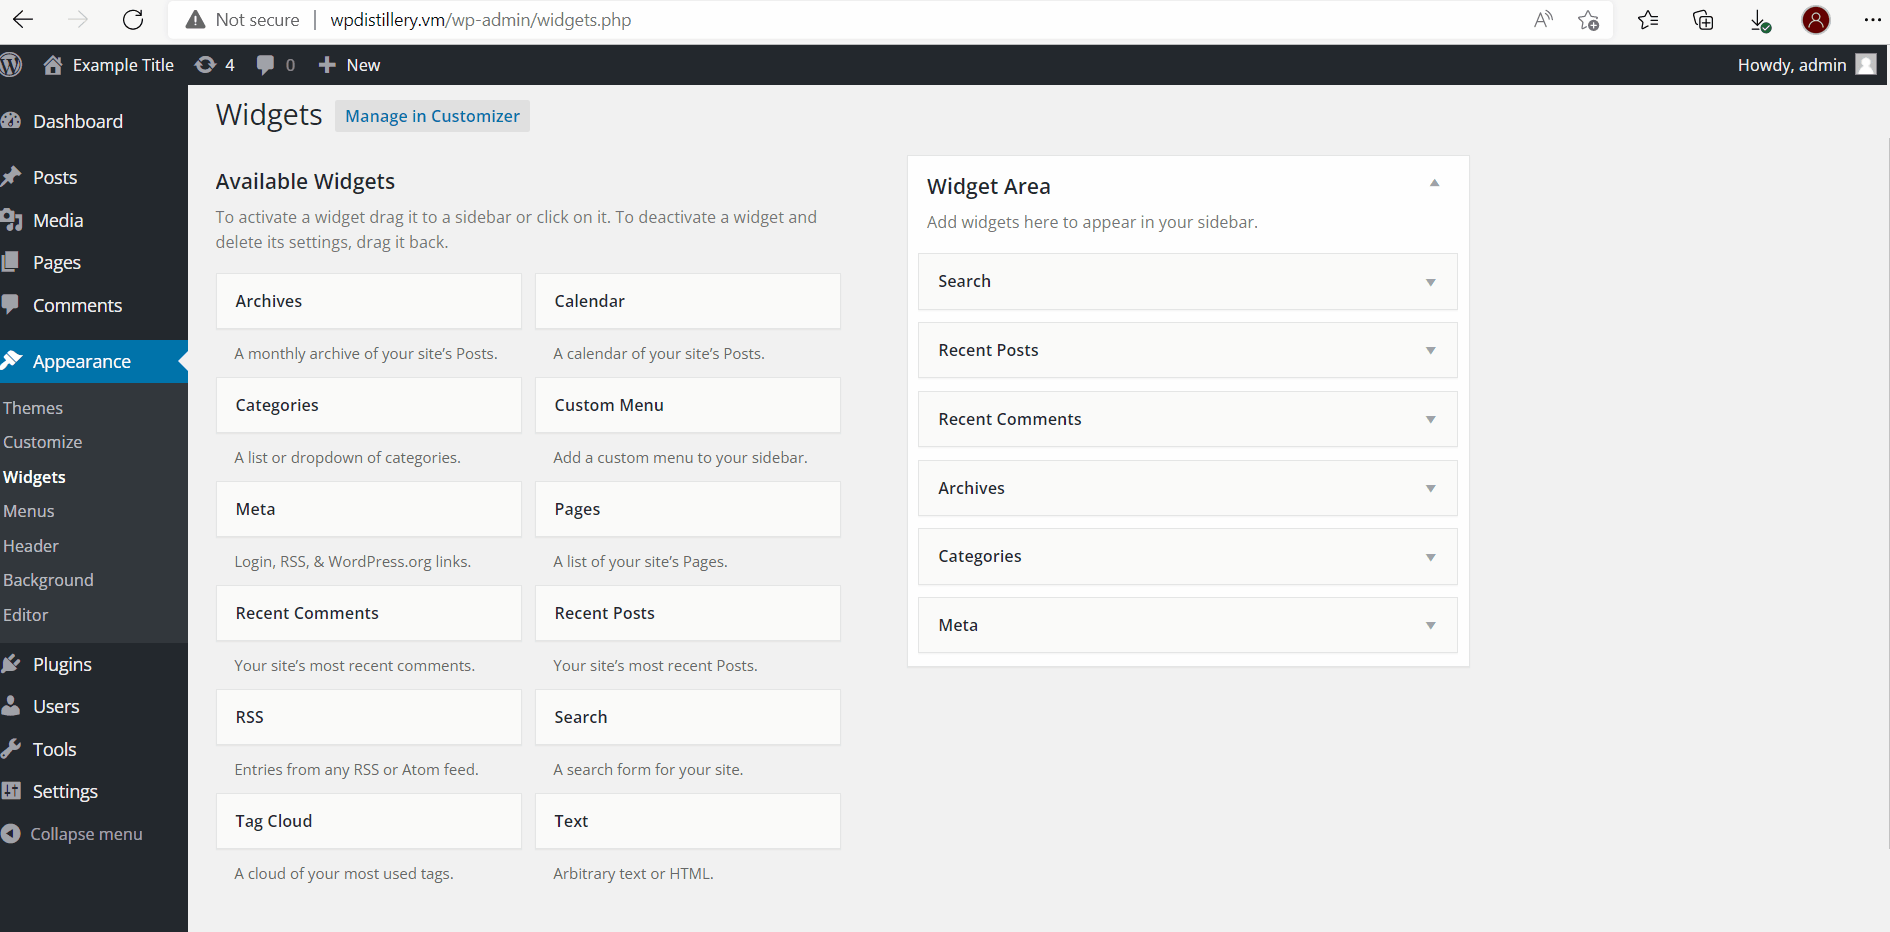 Not secure | wpdistillery.vm/wp-admin/widgets.php
Example Title 4 0 New Howdy, admin
Dashboard
Posts
Media
Pages
Comments
Appearance
Themes
Customize
Widgets
Menus
Header
Background
Editor
Plugins
Users
Tools
Settings
Collapse menu
Widgets Manage in Customizer
Available Widgets
To activate a widget drag it to a sidebar or click on it. To deactivate a widget and
delete its settings, drag it back.
Archives
A monthly archive of your site’s Posts.
Calendar
A calendar of your site’s Posts.
Categories
A list or dropdown of categories.
Custom Menu
Add a custom menu to your sidebar.
Meta
Login, RSS, & WordPress.org links.
Pages
A list of your site’s Pages.
Recent Comments
Your site’s most recent comments.
Recent Posts
Your site’s most recent Posts.
RSS
Entries from any RSS or Atom feed.
Search
A search form for your site.
Tag Cloud
A cloud of your most used tags.
Text
Arbitrary text or HTML.
Widget Area
Add widgets here to appear in your sidebar.
Search
Recent Posts
Recent Comments
Archives
Categories
Meta